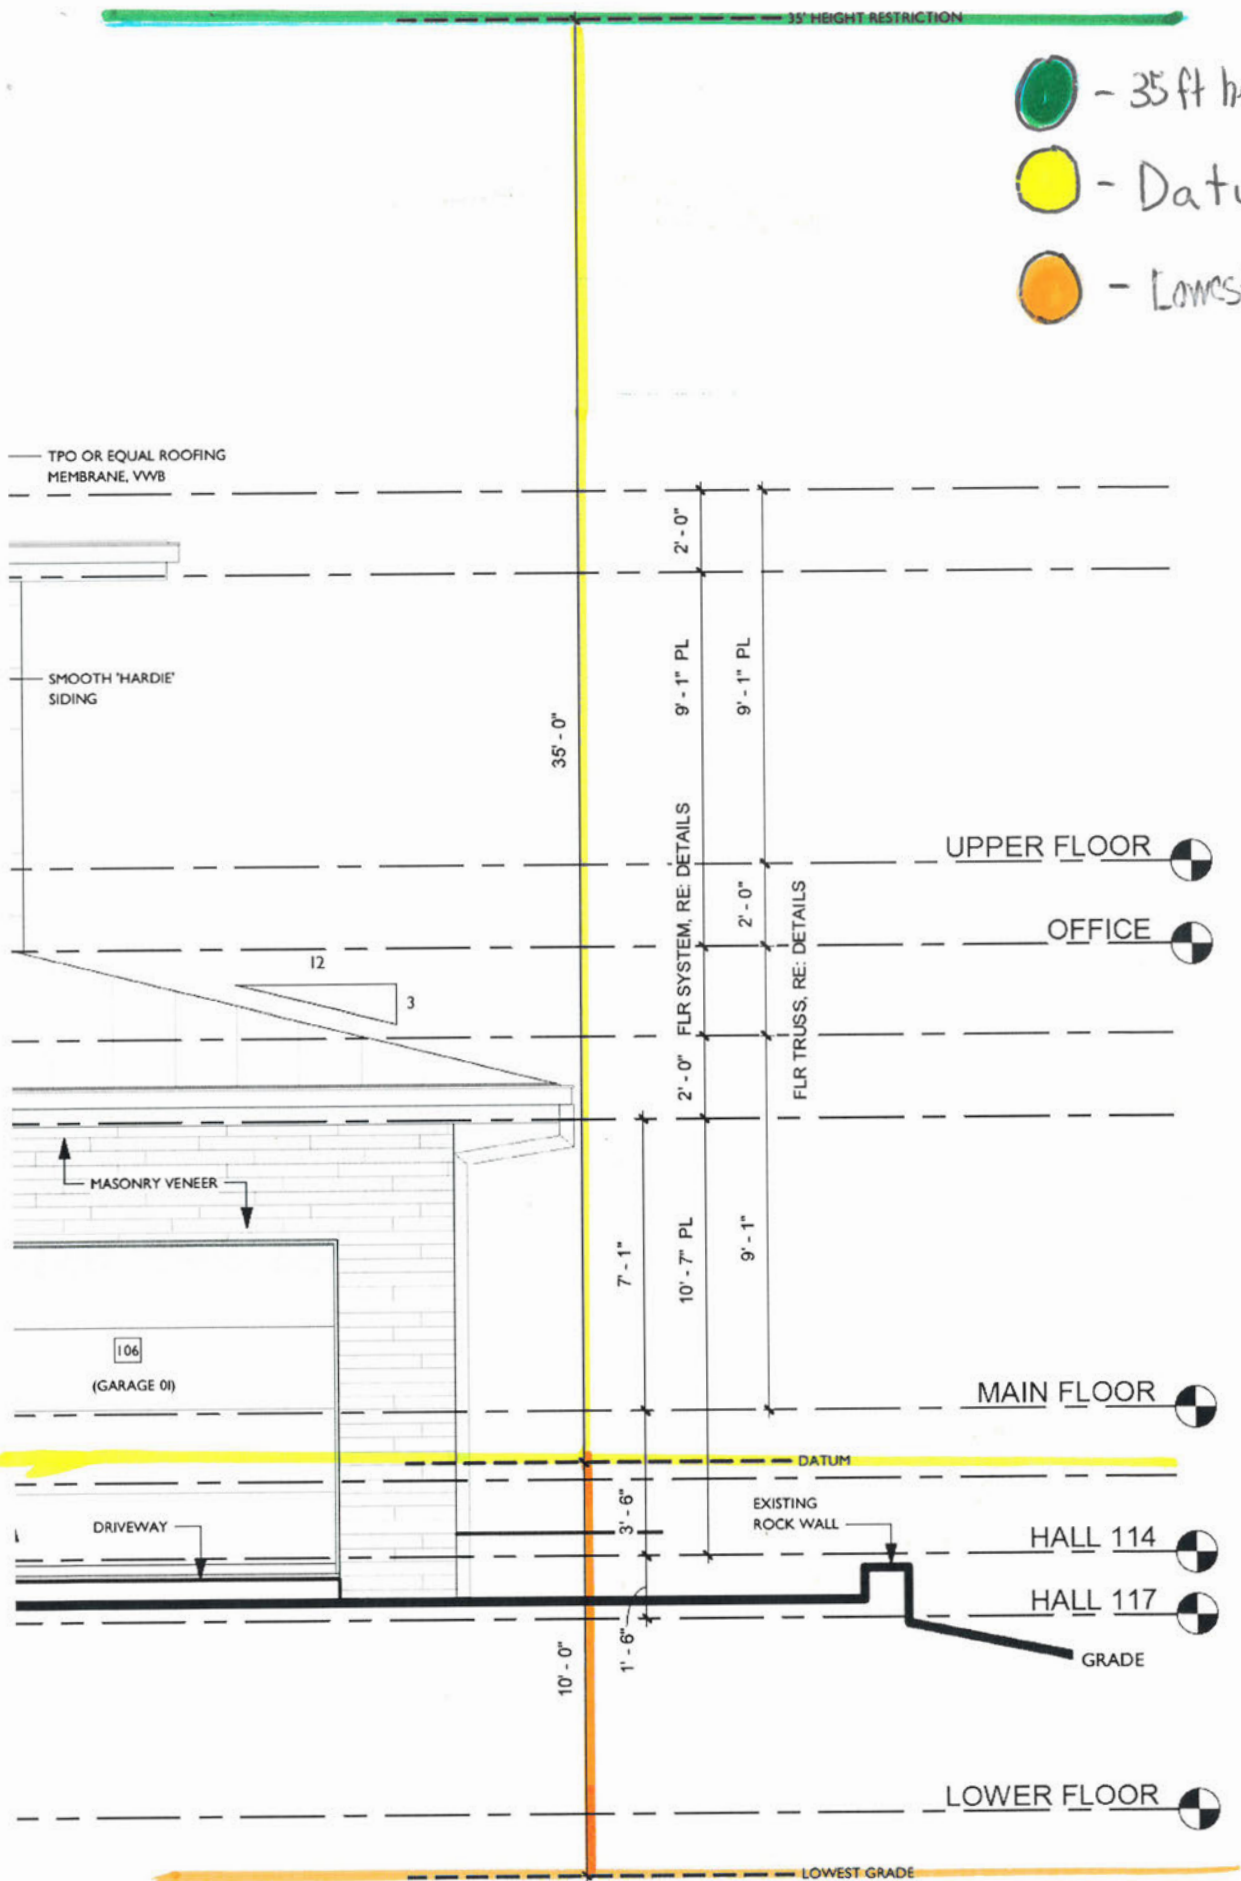 35' HEIGHT RESTRICTION
- 35 ft
- Datu
- Lowes
TPO OR EQUAL ROOFING
MEMBRANE, VWB
2' - 0"
SMOOTH 'HARDIE'
SIDING
9' - 1" PL
9' - 1" PL
35' - 0"
UPPER FLOOR
FLR SYSTEM, RE: DETAILS
2' - 0"
FLR TRUSS, RE: DETAILS
OFFICE
12
3
2' - 0"
MASONRY VENEER
7' - 1"
10' - 7" PL
9' - 1"
106
(GARAGE 01)
MAIN FLOOR
DATUM
3' - 6"
EXISTING
ROCK WALL
DRIVEWAY
HALL 114
HALL 117
1' - 6"
10' - 0"
GRADE
LOWER FLOOR
LOWEST GRADE